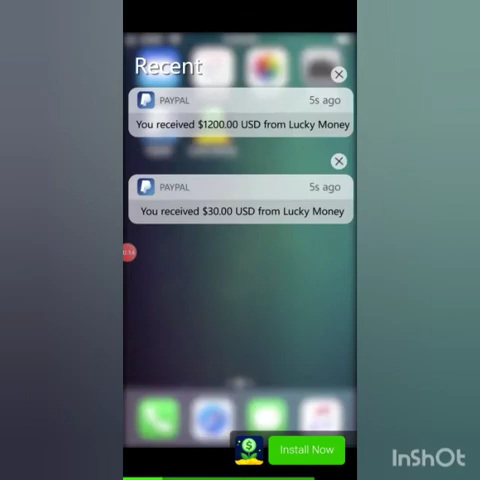 Recent
PAYPAL 5s ago
You received $1200.00 USD from Lucky Money
PAYPAL 5s ago
You received $30.00 USD from Lucky Money
Install Now
InShOt